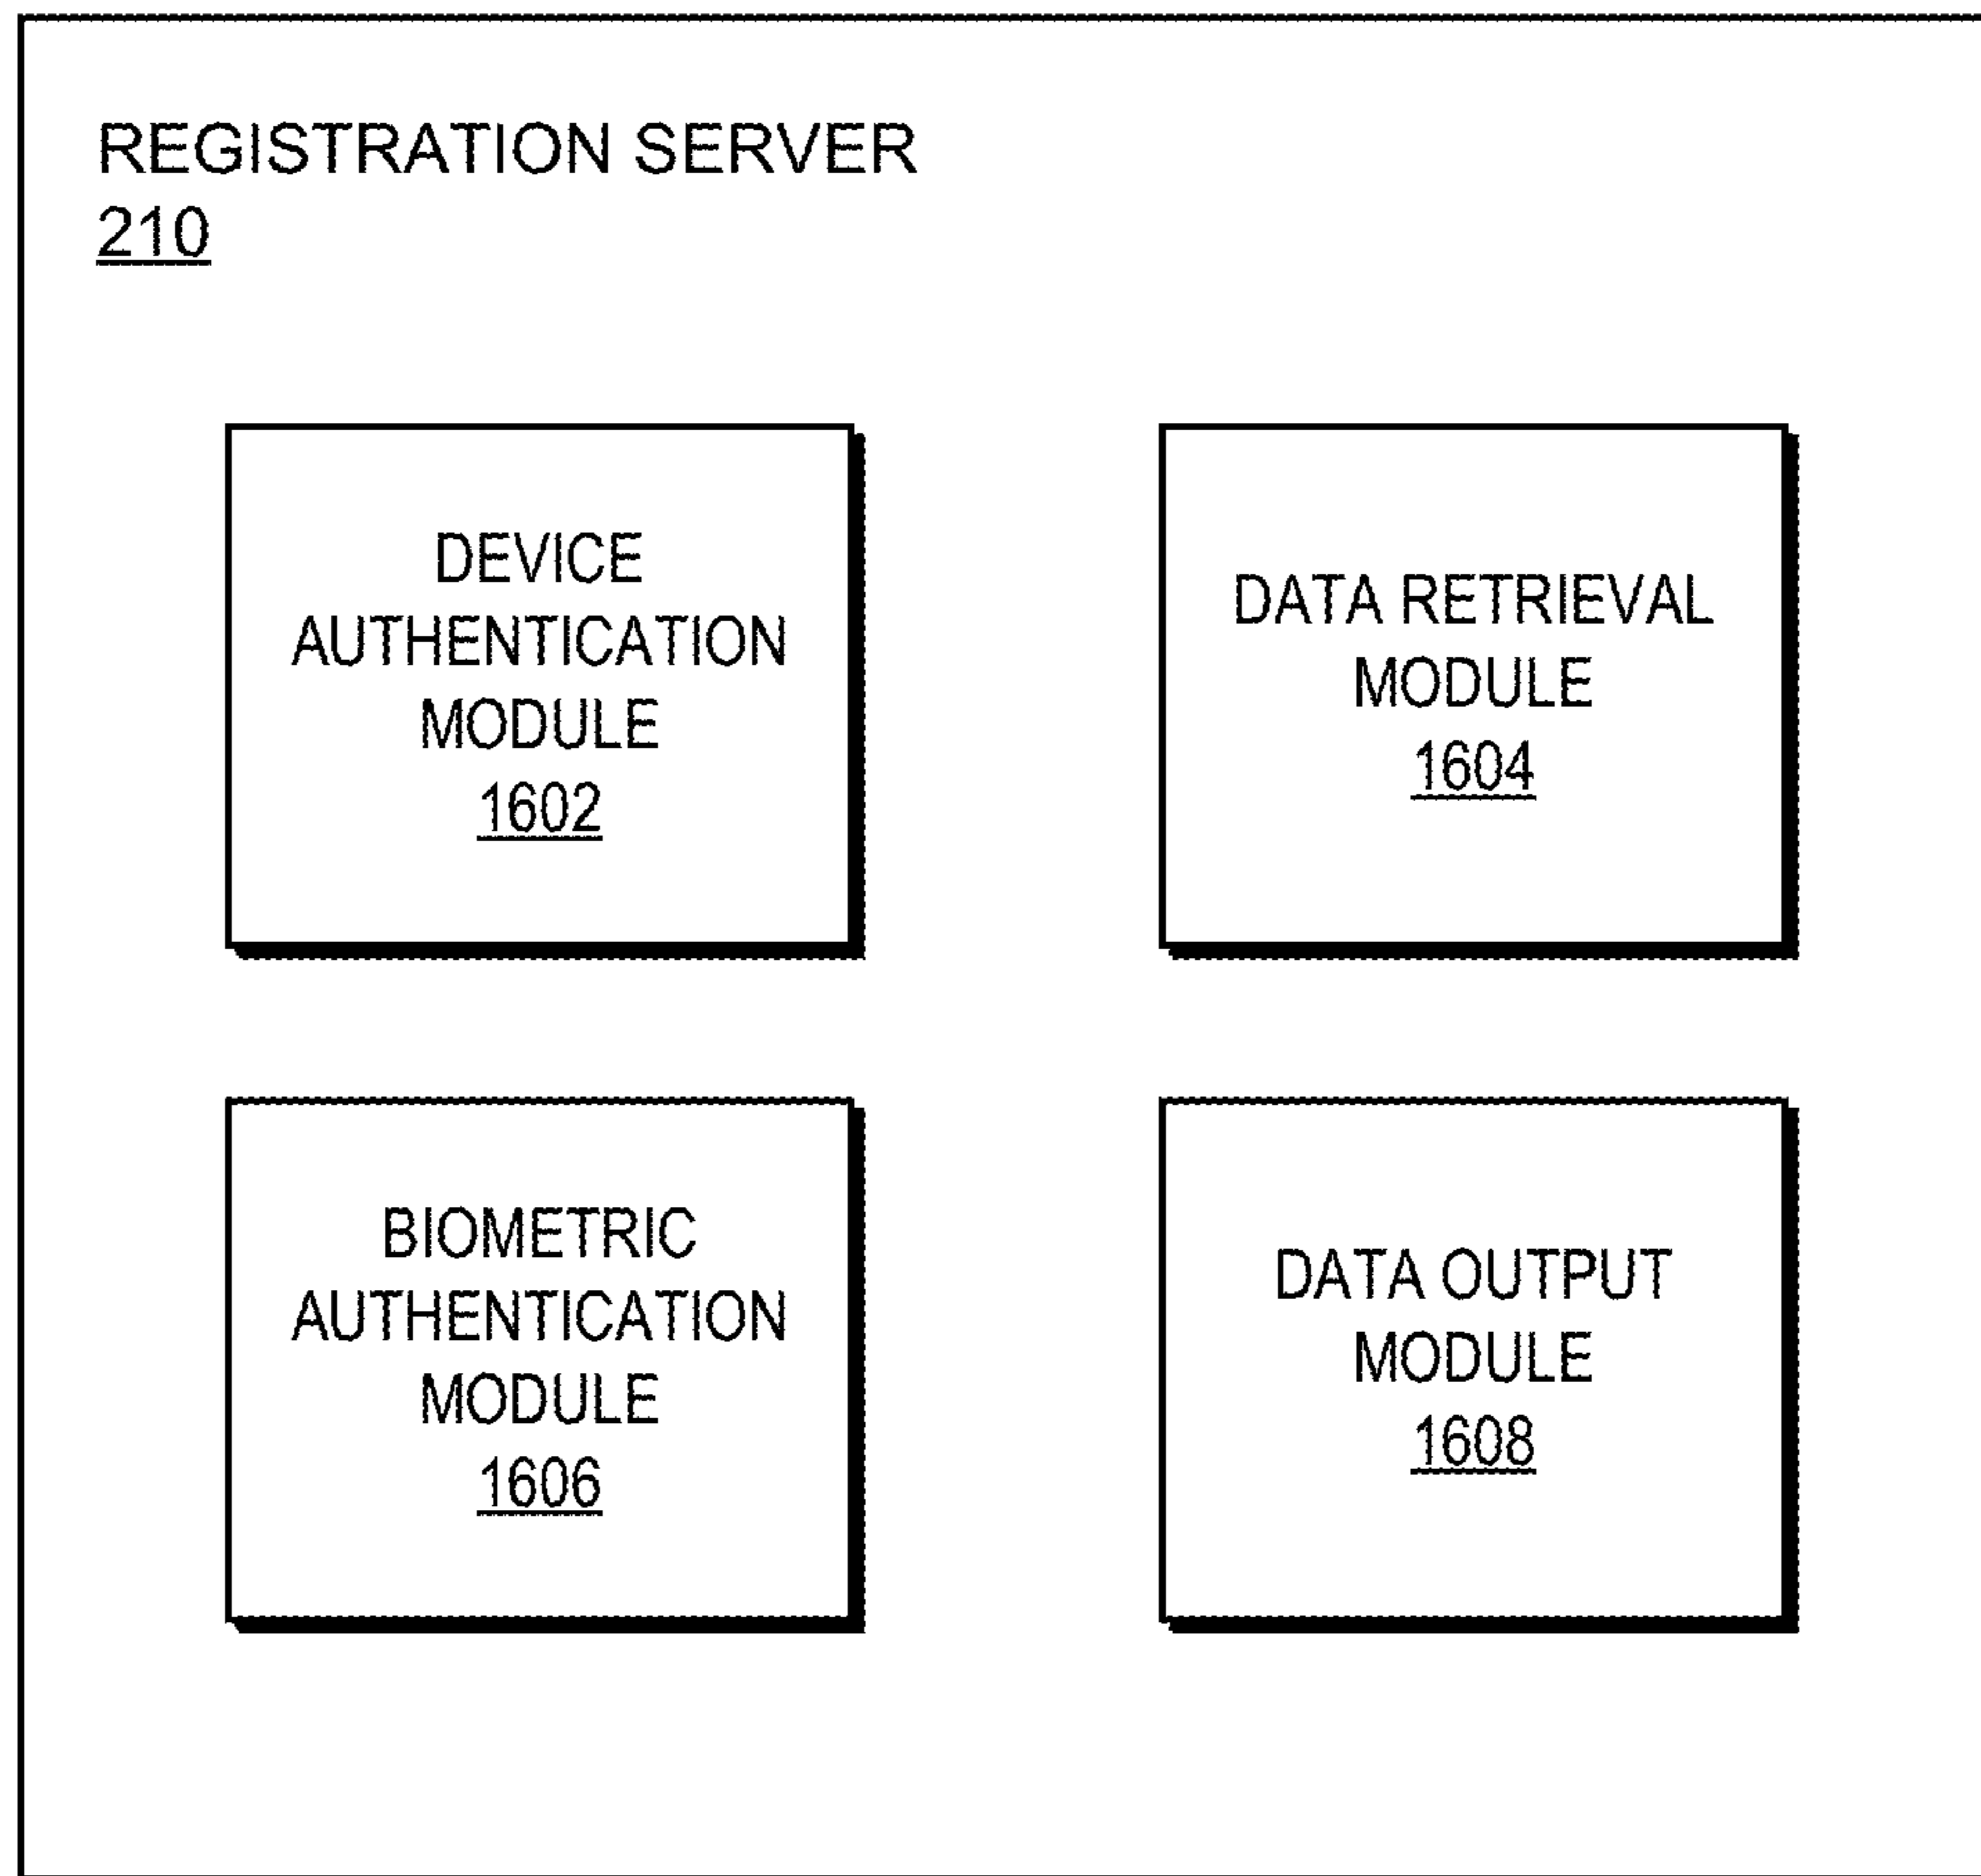 REGISTRATION SERVER
210
DEVICE
AUTHENTICATION
MODULE
1602
DATA RETRIEVAL
MODULE
1604
BIOMETRIC
AUTHENTICATION
MODULE
1606
DATA OUTPUT
MODULE
1608